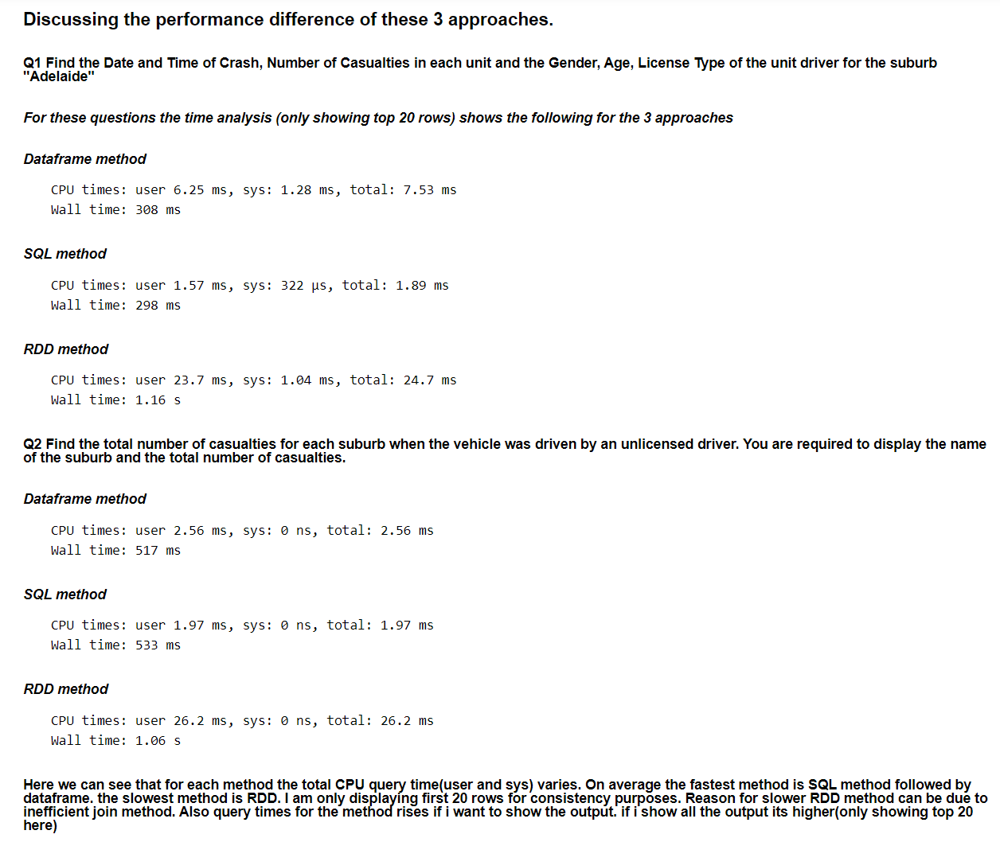 Discussing the performance difference of these 3 approaches.
Q1 Find the Date and Time of Crash, Number of Casualties in each unit and the Gender, Age, License Type of the unit driver for the suburb
"Adelaide"
For these questions the time analysis (only showing top 20 rows) shows the following for the 3 approaches
Dataframe method
CPU times: user 6.25 ms, sys: 1.28 ms, total: 7.53 ms
Wall time: 308 ms
SQL method
CPU times: user 1.57 ms, sys: 322 µs, total: 1.89 ms
Wall time: 298 ms
RDD method
CPU times: user 23.7 ms, sys: 1.04 ms, total: 24.7 ms
Wall time: 1.16 s
Q2 Find the total number of casualties for each suburb when the vehicle was driven by an unlicensed driver. You are required to display the name
of the suburb and the total number of casualties.
Dataframe method
CPU times: user 2.56 ms, sys: 0 ns, total: 2.56 ms
Wall time: 517 ms
SQL method
CPU times: user 1.97 ms, sys: 0 ns, total: 1.97 ms
Wall time: 533 ms
RDD method
CPU times: user 26.2 ms, sys: 0 ns, total: 26.2 ms
Wall time: 1.06 s
Here we can see that for each method the total CPU query time(user and sys) varies. On average the fastest method is SQL method followed by
dataframe. the slowest method is RDD. I am only displaying first 20 rows for consistency purposes. Reason for slower RDD method can be due to
inefficient join method. Also query times for the method rises if i want to show the output. if i show all the output its higher(only showing top 20
here)